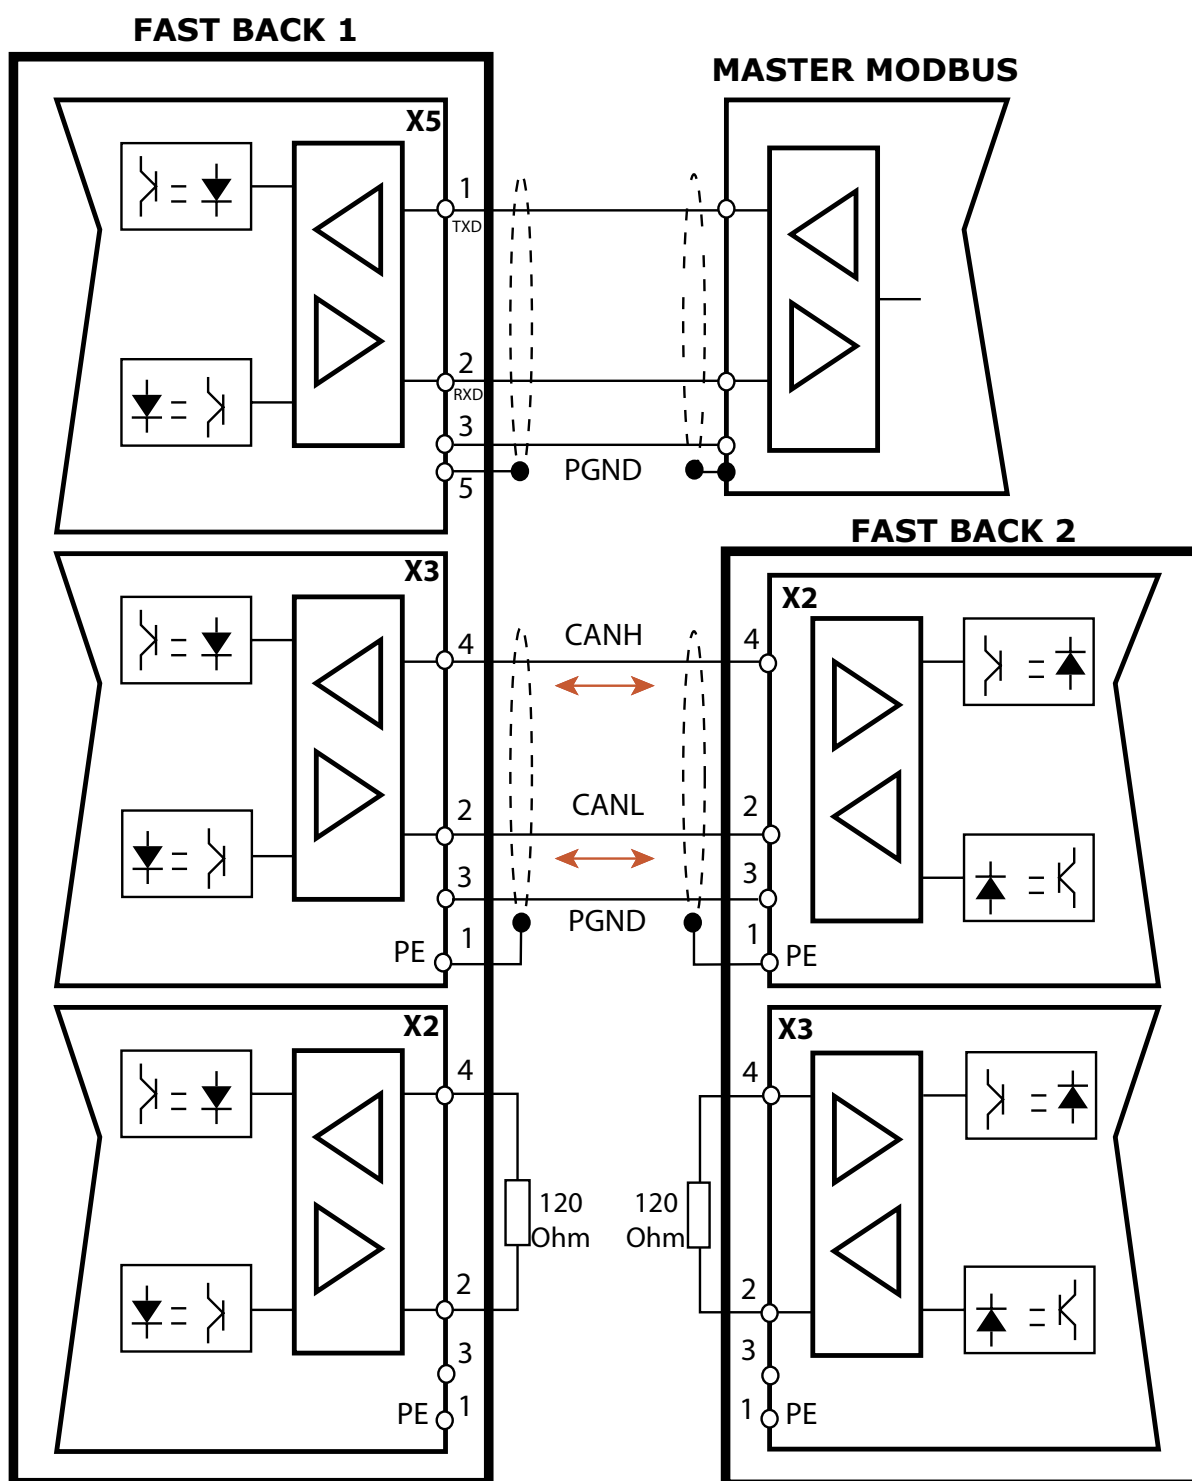 FAST BACK 1
MASTER MODBUS
X5
1
TXD
2
RXD
3
PGND
5
FAST BACK 2
X3
X2
4
CANH
4
2
CANL
2
3
3
PGND
1
1
PE
PE
X2
X3
4
4
120
Ohm
120
Ohm
2
2
3
3
PE
1
1
PE